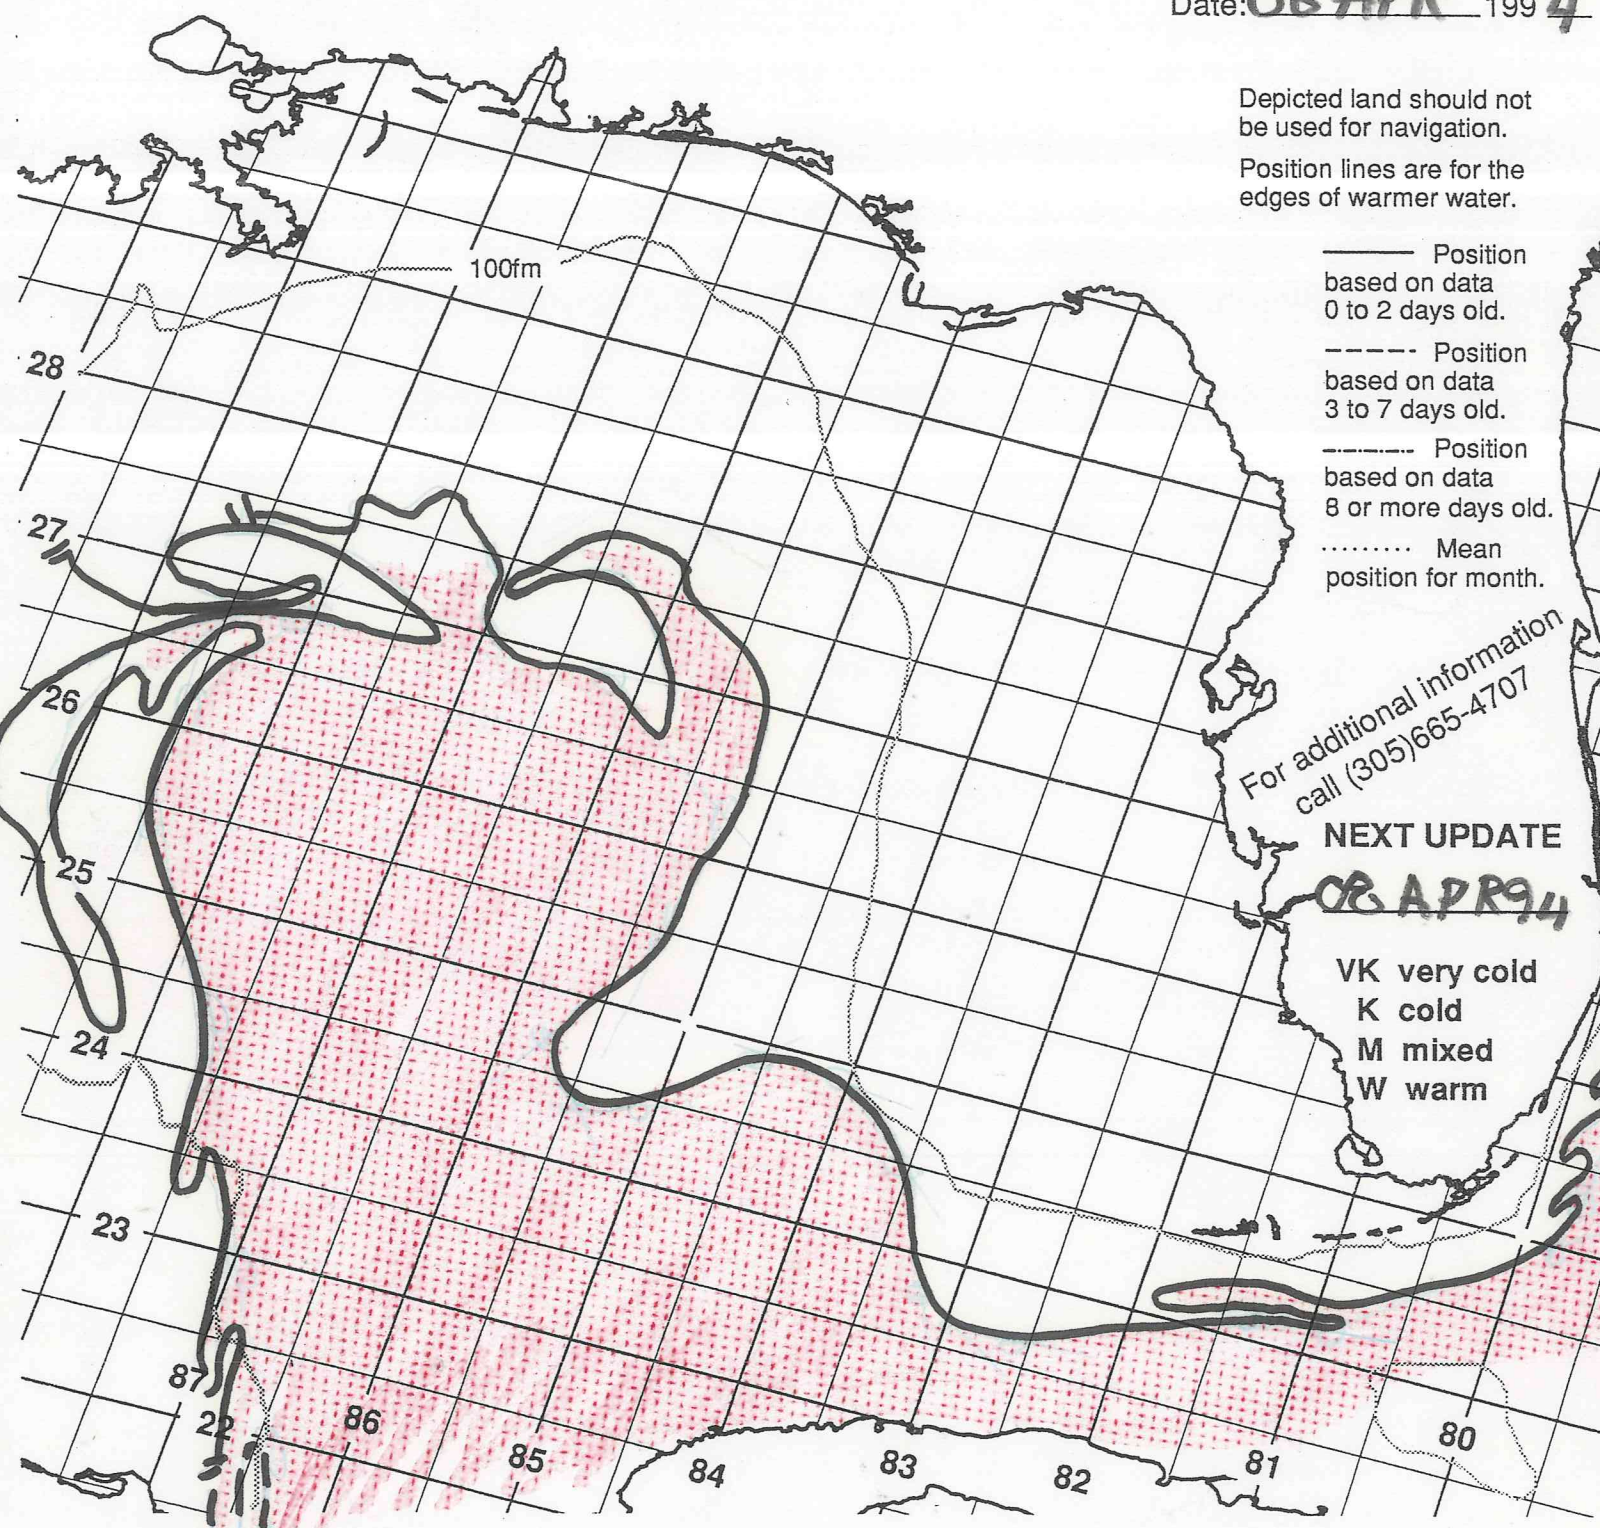 Date: 06 APR 1994
Depicted land should not
be used for navigation.
Position lines are for the
edges of warmer water.
100fm
Position
based on data
0 to 2 days old.
Position
based on data
3 to 7 days old.
Position
based on data
8 or more days old.
Mean
position for month.
28
27
26
25
24
23
22
For additional information
call (305)665-4707
NEXT UPDATE
08 APR94
VK very cold
K cold
M mixed
W warm
87
86
85
84
83
82
81
80